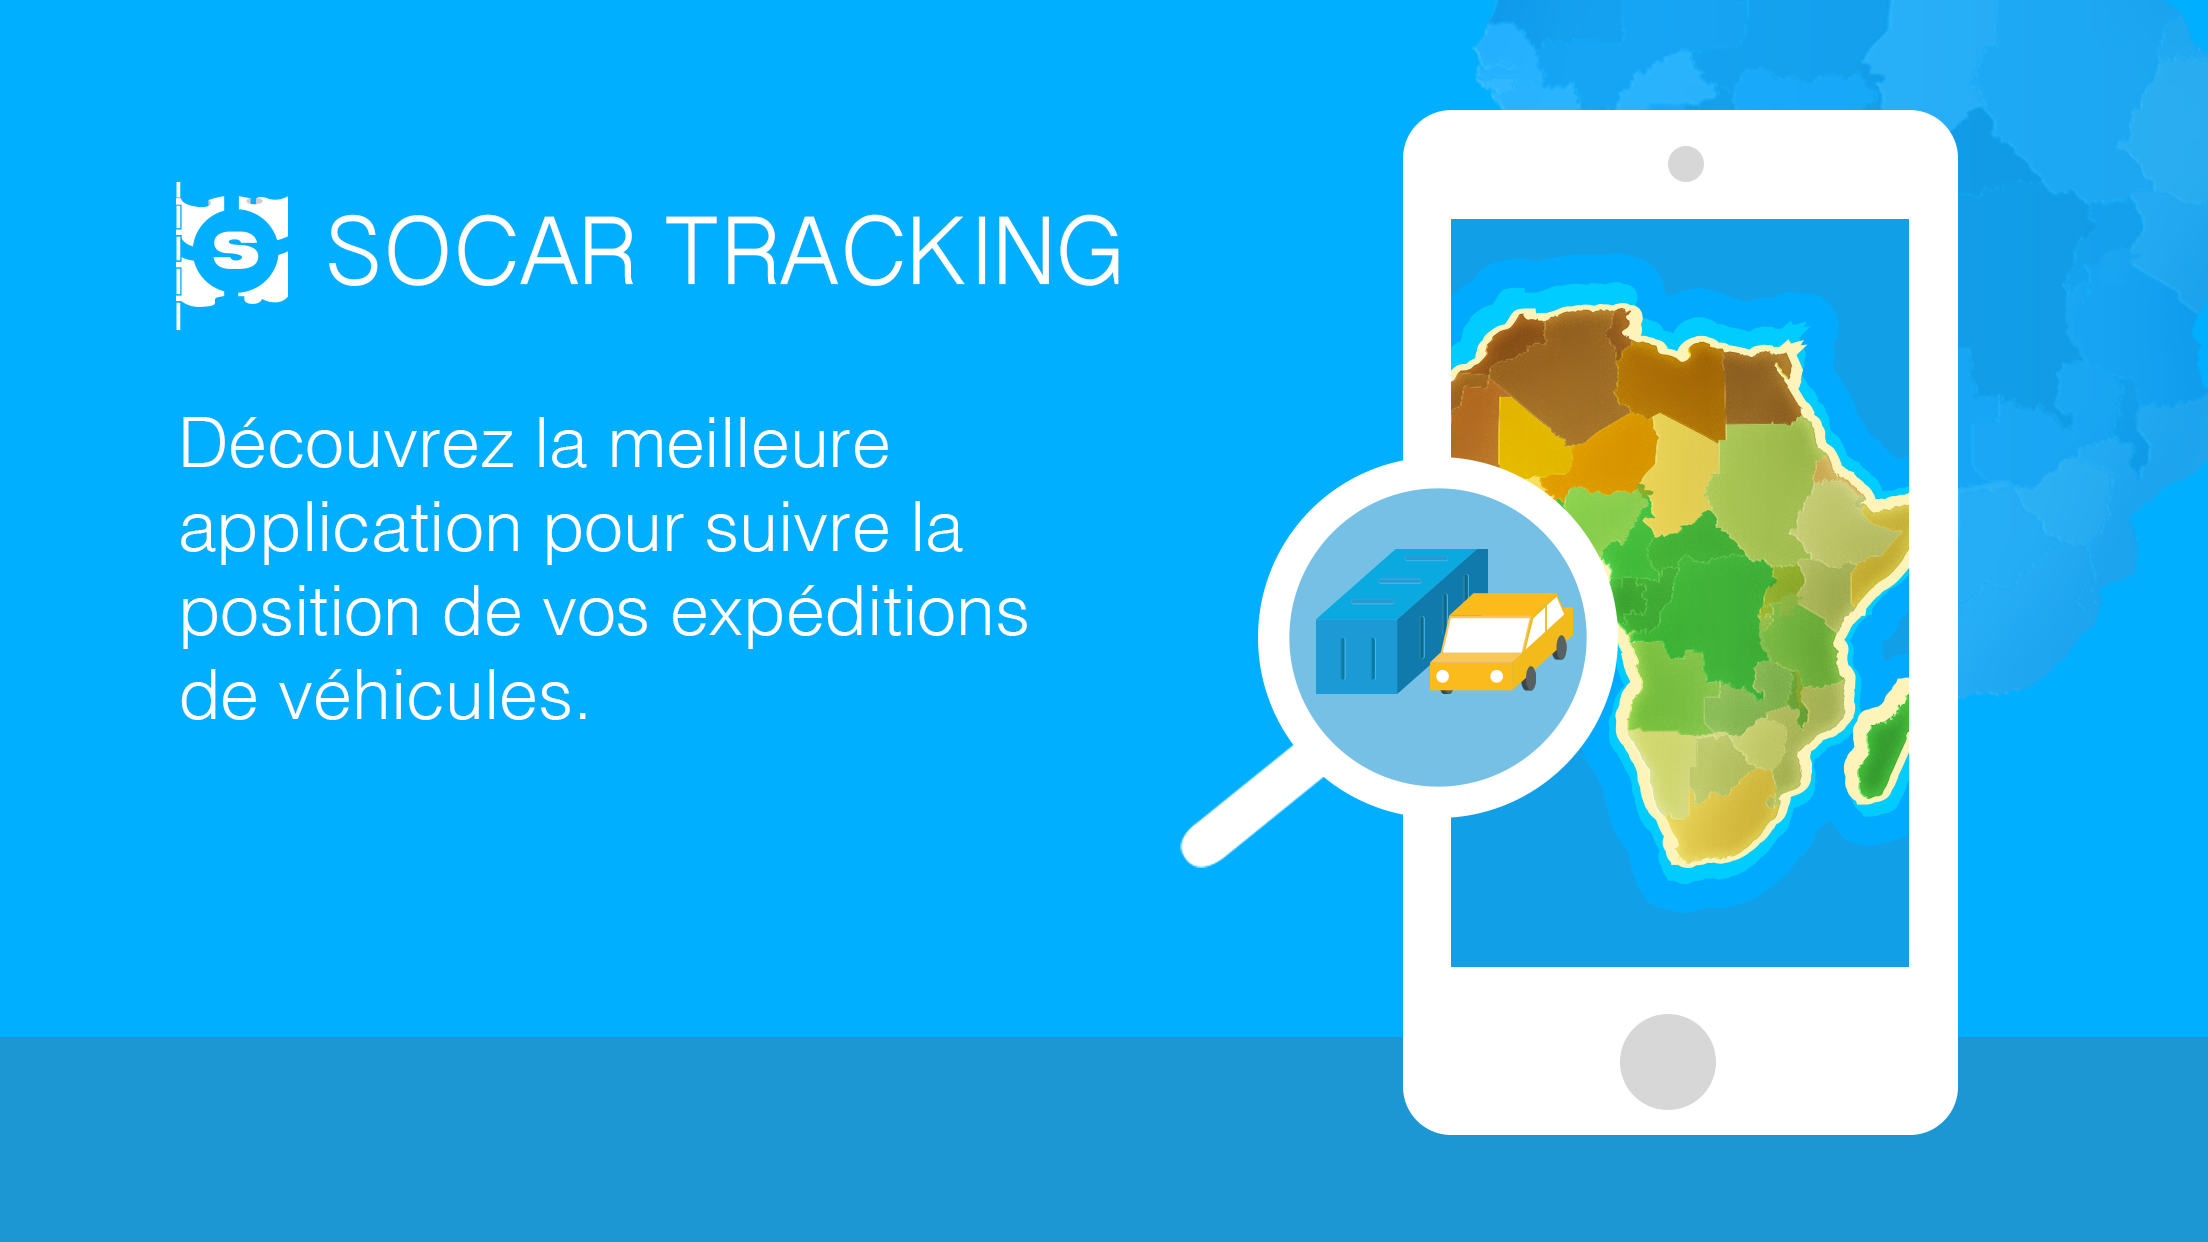 S
SOCAR TRACKING
Découvrez la meilleure
application pour suivre la
position de vos expéditions
de véhicules.